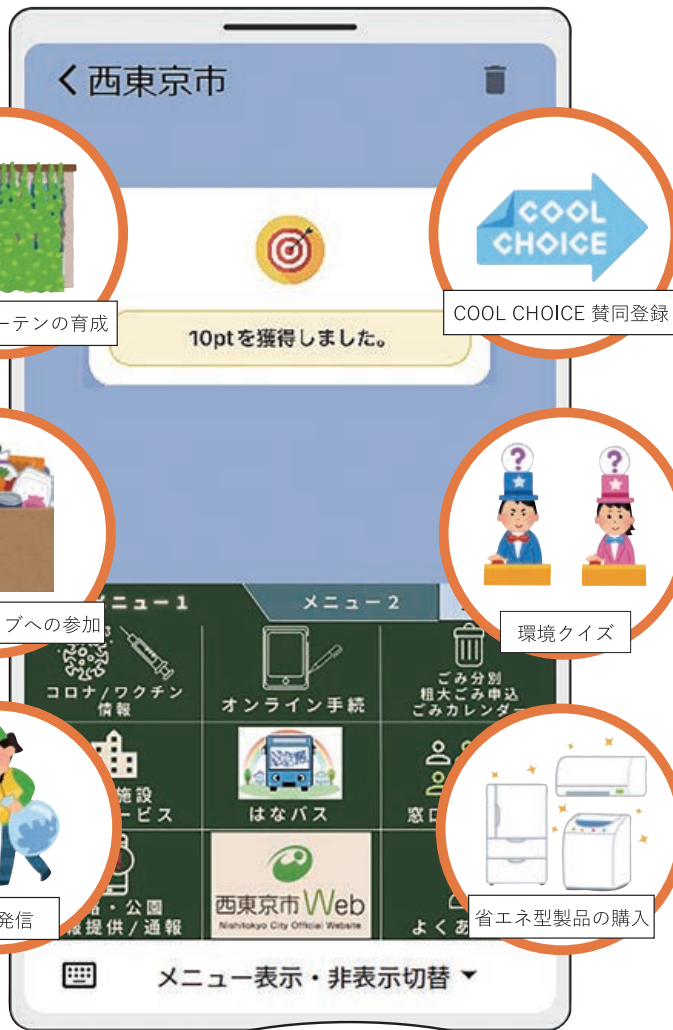 西東京市
COOL
CHOICE
COOL CHOICE 賛同登録
ーテンの育成
10ptを獲得しました。
ブへの参加
ニュー1
メニュー2
環境クイズ
コロナ/ワクチン
情報
オンライン手続
ごみ分別
粗大ごみ申込
ごみカレンダー
施設
ービス
はなバス
窓口
発信
・公園
報提供/通報
西東京市Web
Nishitokyo City Official Website
よくあ
省エネ型製品の購入
メニュー表示・非表示切替